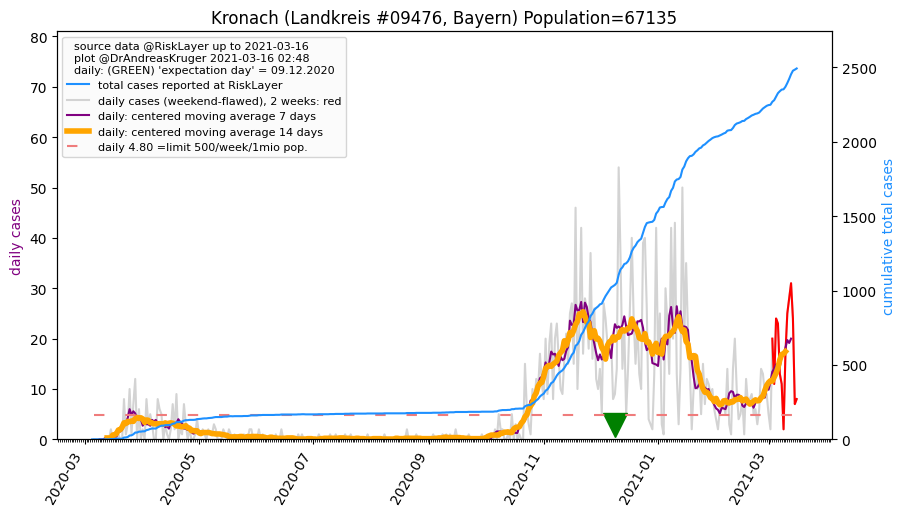 Kronach (Landkreis #09476, Bayern) Population=67135
source data @RiskLayer up to 2021-03-16
plot @DrAndreasKruger 2021-03-16 02:48
daily: (GREEN) 'expectation day' = 09.12.2020
total cases reported at RiskLayer
daily cases (weekend-flawed), 2 weeks: red
daily: centered moving average 7 days
daily: centered moving average 14 days
daily 4.80 =limit 500/week/1mio pop.
daily cases
80
70
60
50
40
30
20
10
0
cumulative total cases
2500
2000
1500
1000
500
0
2020-03
2020-05
2020-07
2020-09
2020-11
2021-01
2021-03